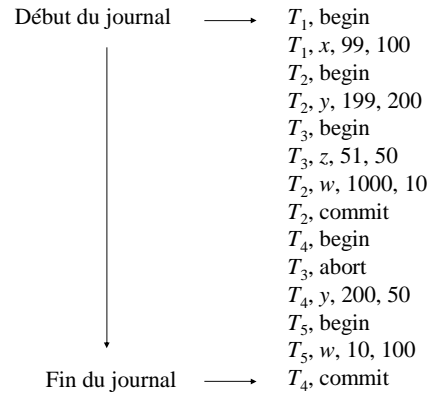 Début du journal
T1, begin
T1, x, 99, 100
T2, begin
T2, y, 199, 200
T3, begin
T3, z, 51, 50
T2, w, 1000, 10
T2, commit
T4, begin
T3, abort
T4, y, 200, 50
T5, begin
T5, w, 10, 100
Fin du journal
T4, commit